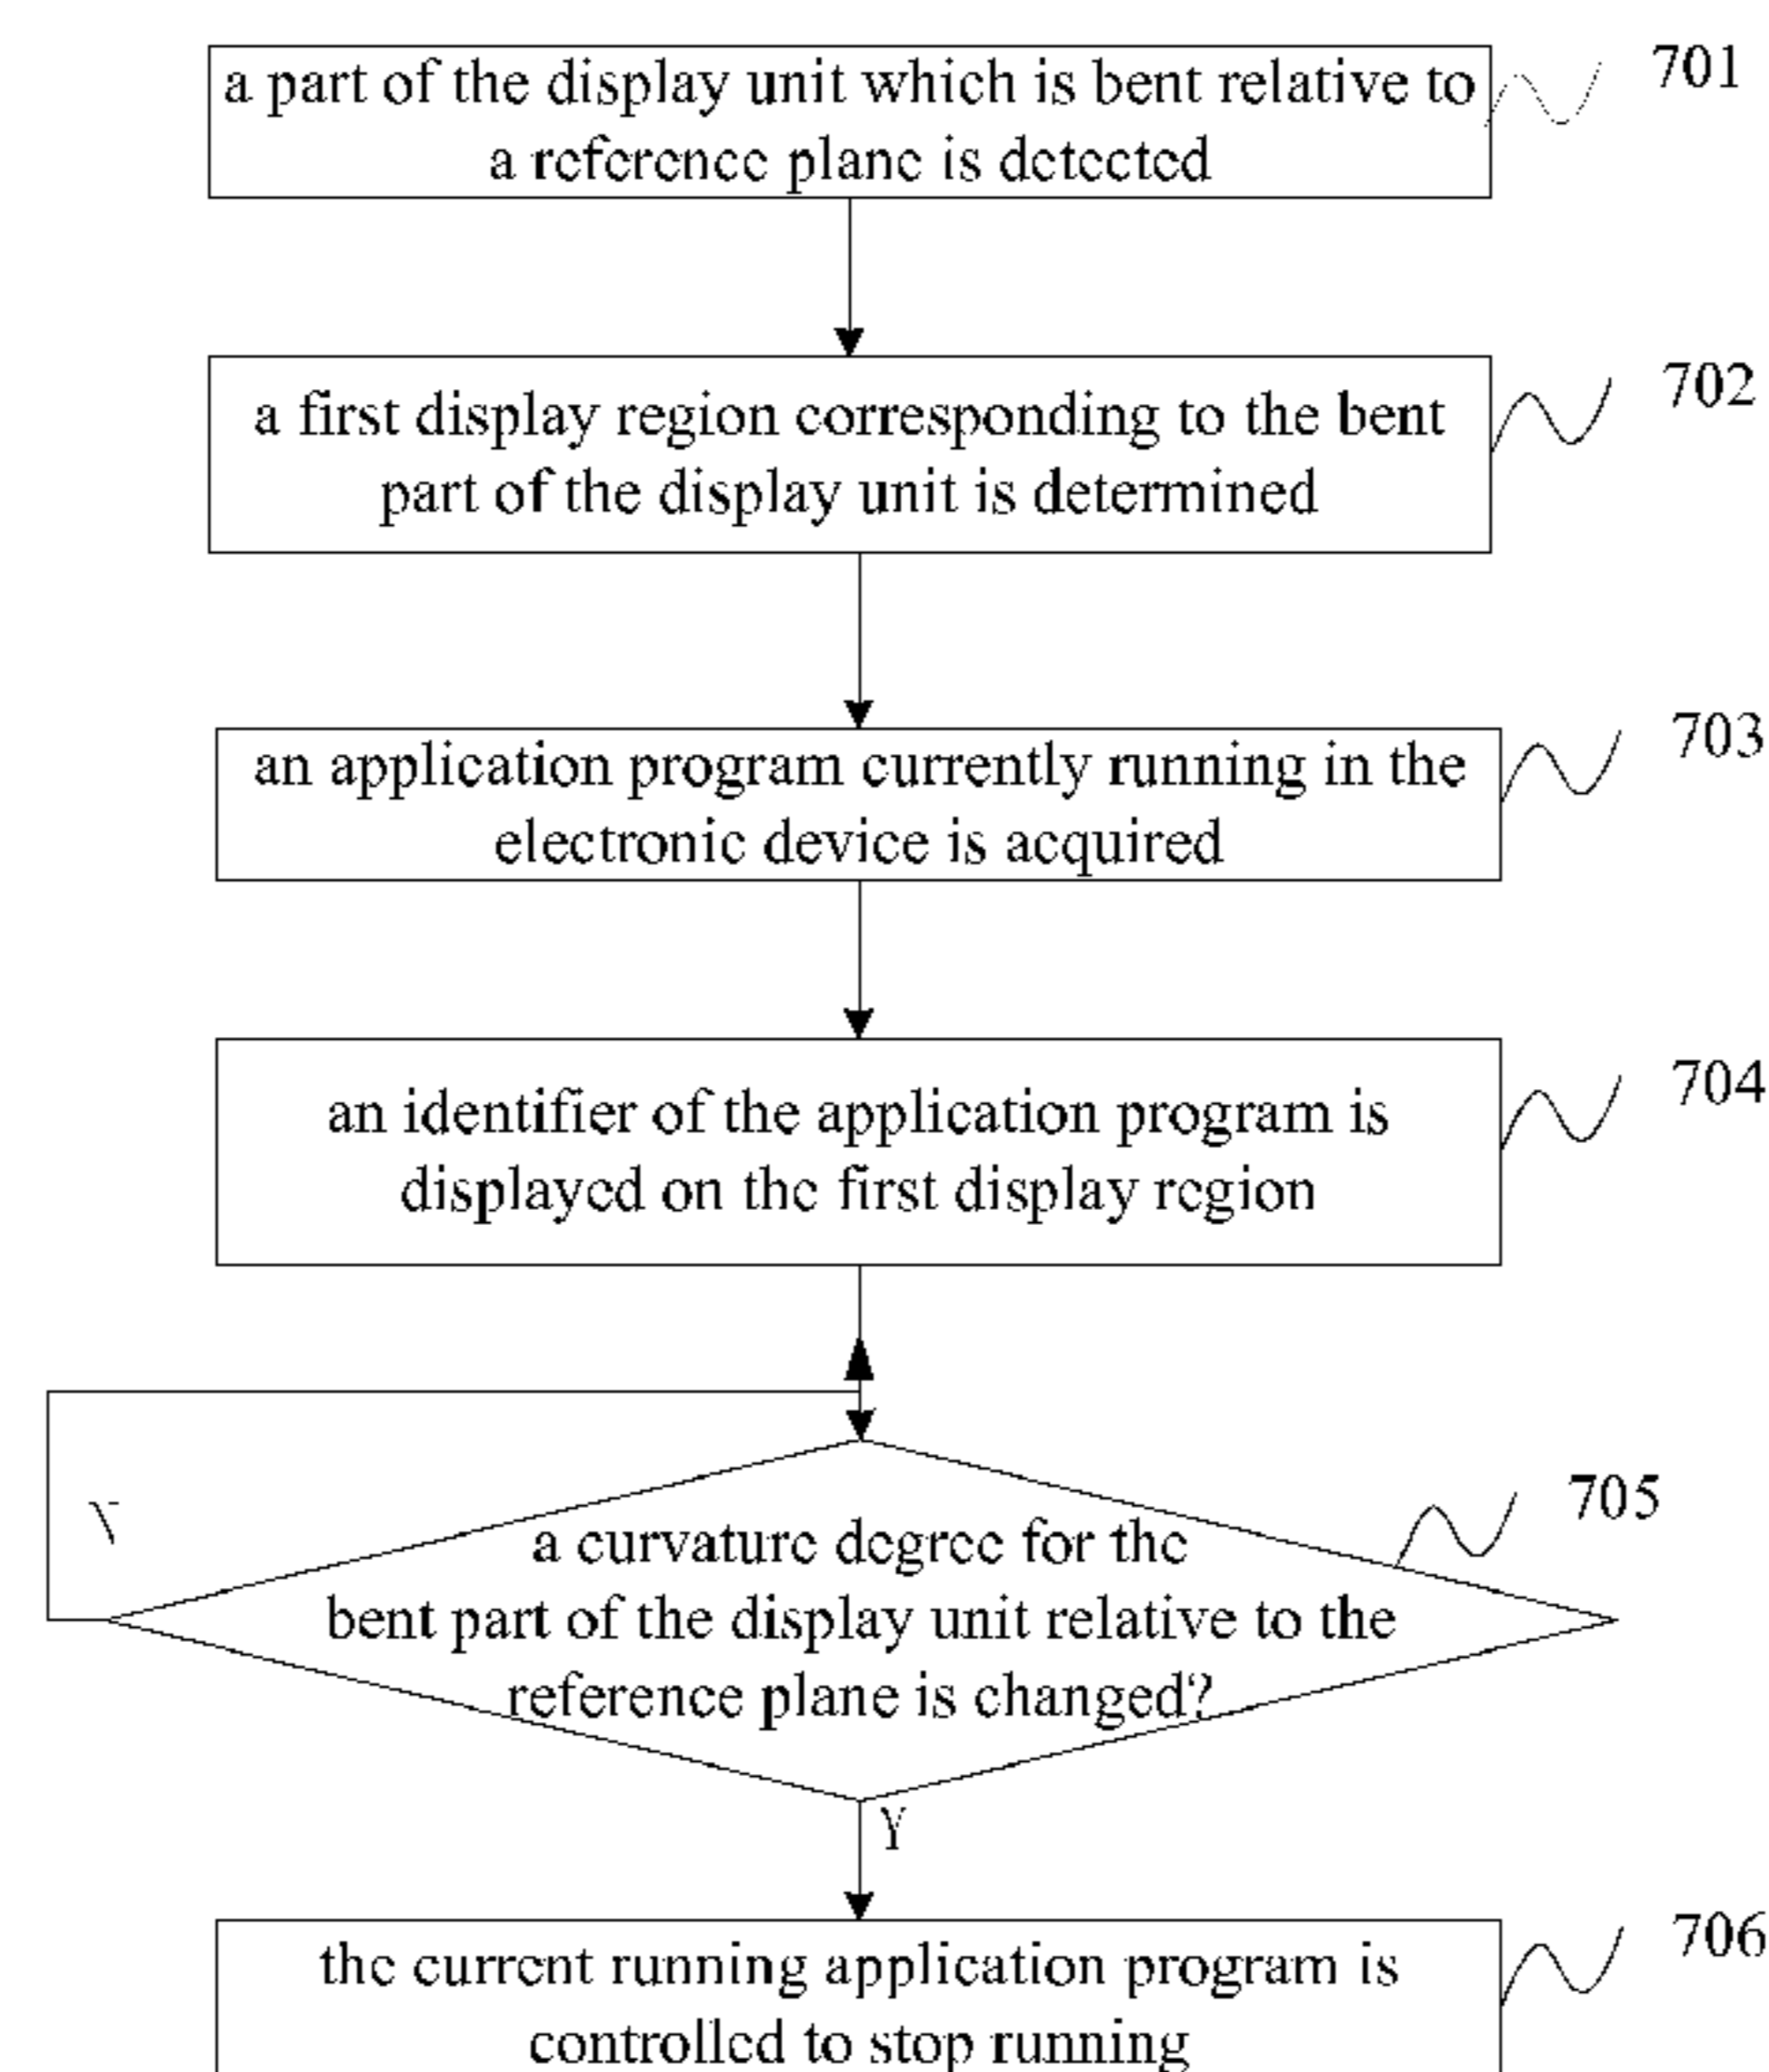 a part of the display unit which is bent relative to
a reference plane is detected
701
a first display region corresponding to the bent
part of the display unit is determined
702
an application program currently running in the
electronic device is acquired
703
an identifier of the application program is
displayed on the first display region
704
a curvature degree for the
bent part of the display unit relative to the
reference plane is changed?
705
Y
the current running application program is
controlled to stop running
706